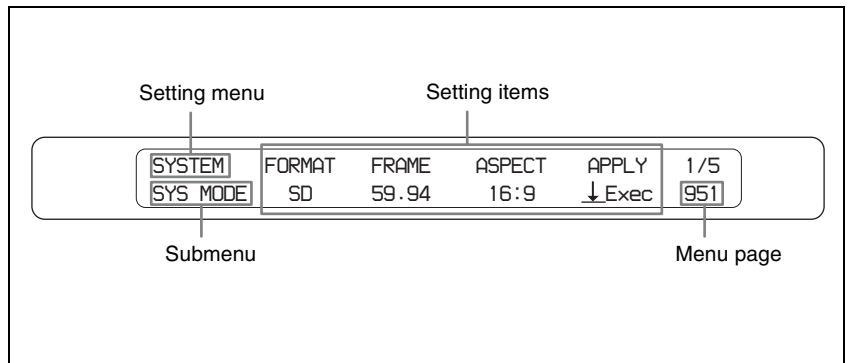 Setting menu Setting items
SYSTEM FORMAT FRAME ASPECT APPLY 1/5
SYS MODE SD 59.94 16:9 ↓Exec 951
Submenu Menu page